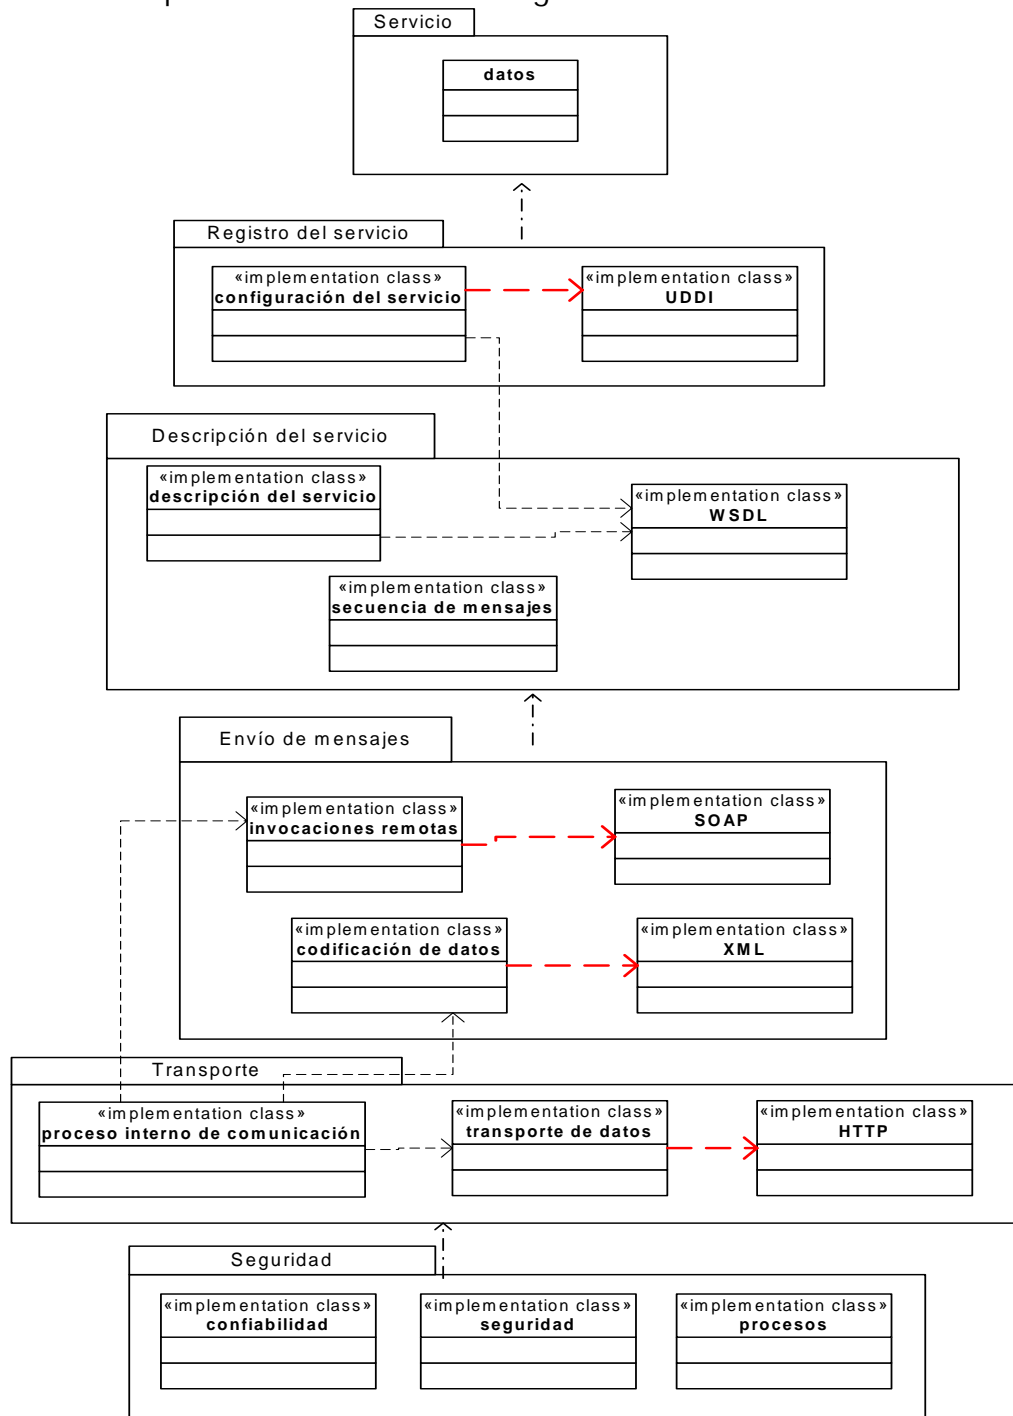 Servicio
datos
Registro del servicio
«implementation class»
configuración del servicio
«implementation class»
UDDI
Descripción del servicio
«implementation class»
descripción del servicio
«implementation class»
WSDL
«implementation class»
secuencia de mensajes
Envío de mensajes
«implementation class»
invocaciones remotas
«implementation class»
SOAP
«implementation class»
codificación de datos
«implementation class»
XML
Transporte
«implementation class»
proceso interno de comunicación
«implementation class»
transporte de datos
«implementation class»
HTTP
Seguridad
«implementation class»
confiabilidad
«implementation class»
seguridad
«implementation class»
procesos